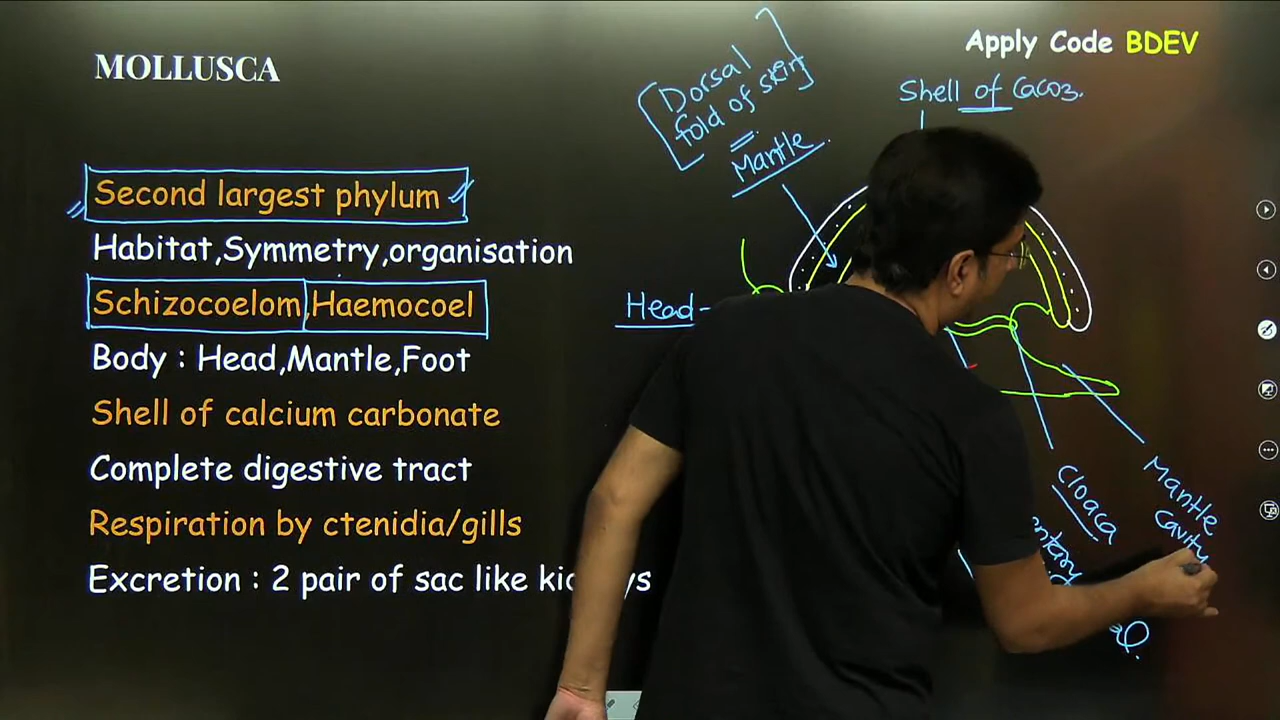 MOLLUSCA
Apply Code BDEV
Second largest phylum
Habitat,Symmetry,organisation
Schizocoelom,Haemocoel
Body : Head,Mantle,Foot
Shell of calcium carbonate
Complete digestive tract
Respiration by ctenidia/gills
Excretion : 2 pair of sac like
Dorsal
fold of skin
Mantle
Shell of CaCO3.
Head-
Cloaca
Mantle
Cavity